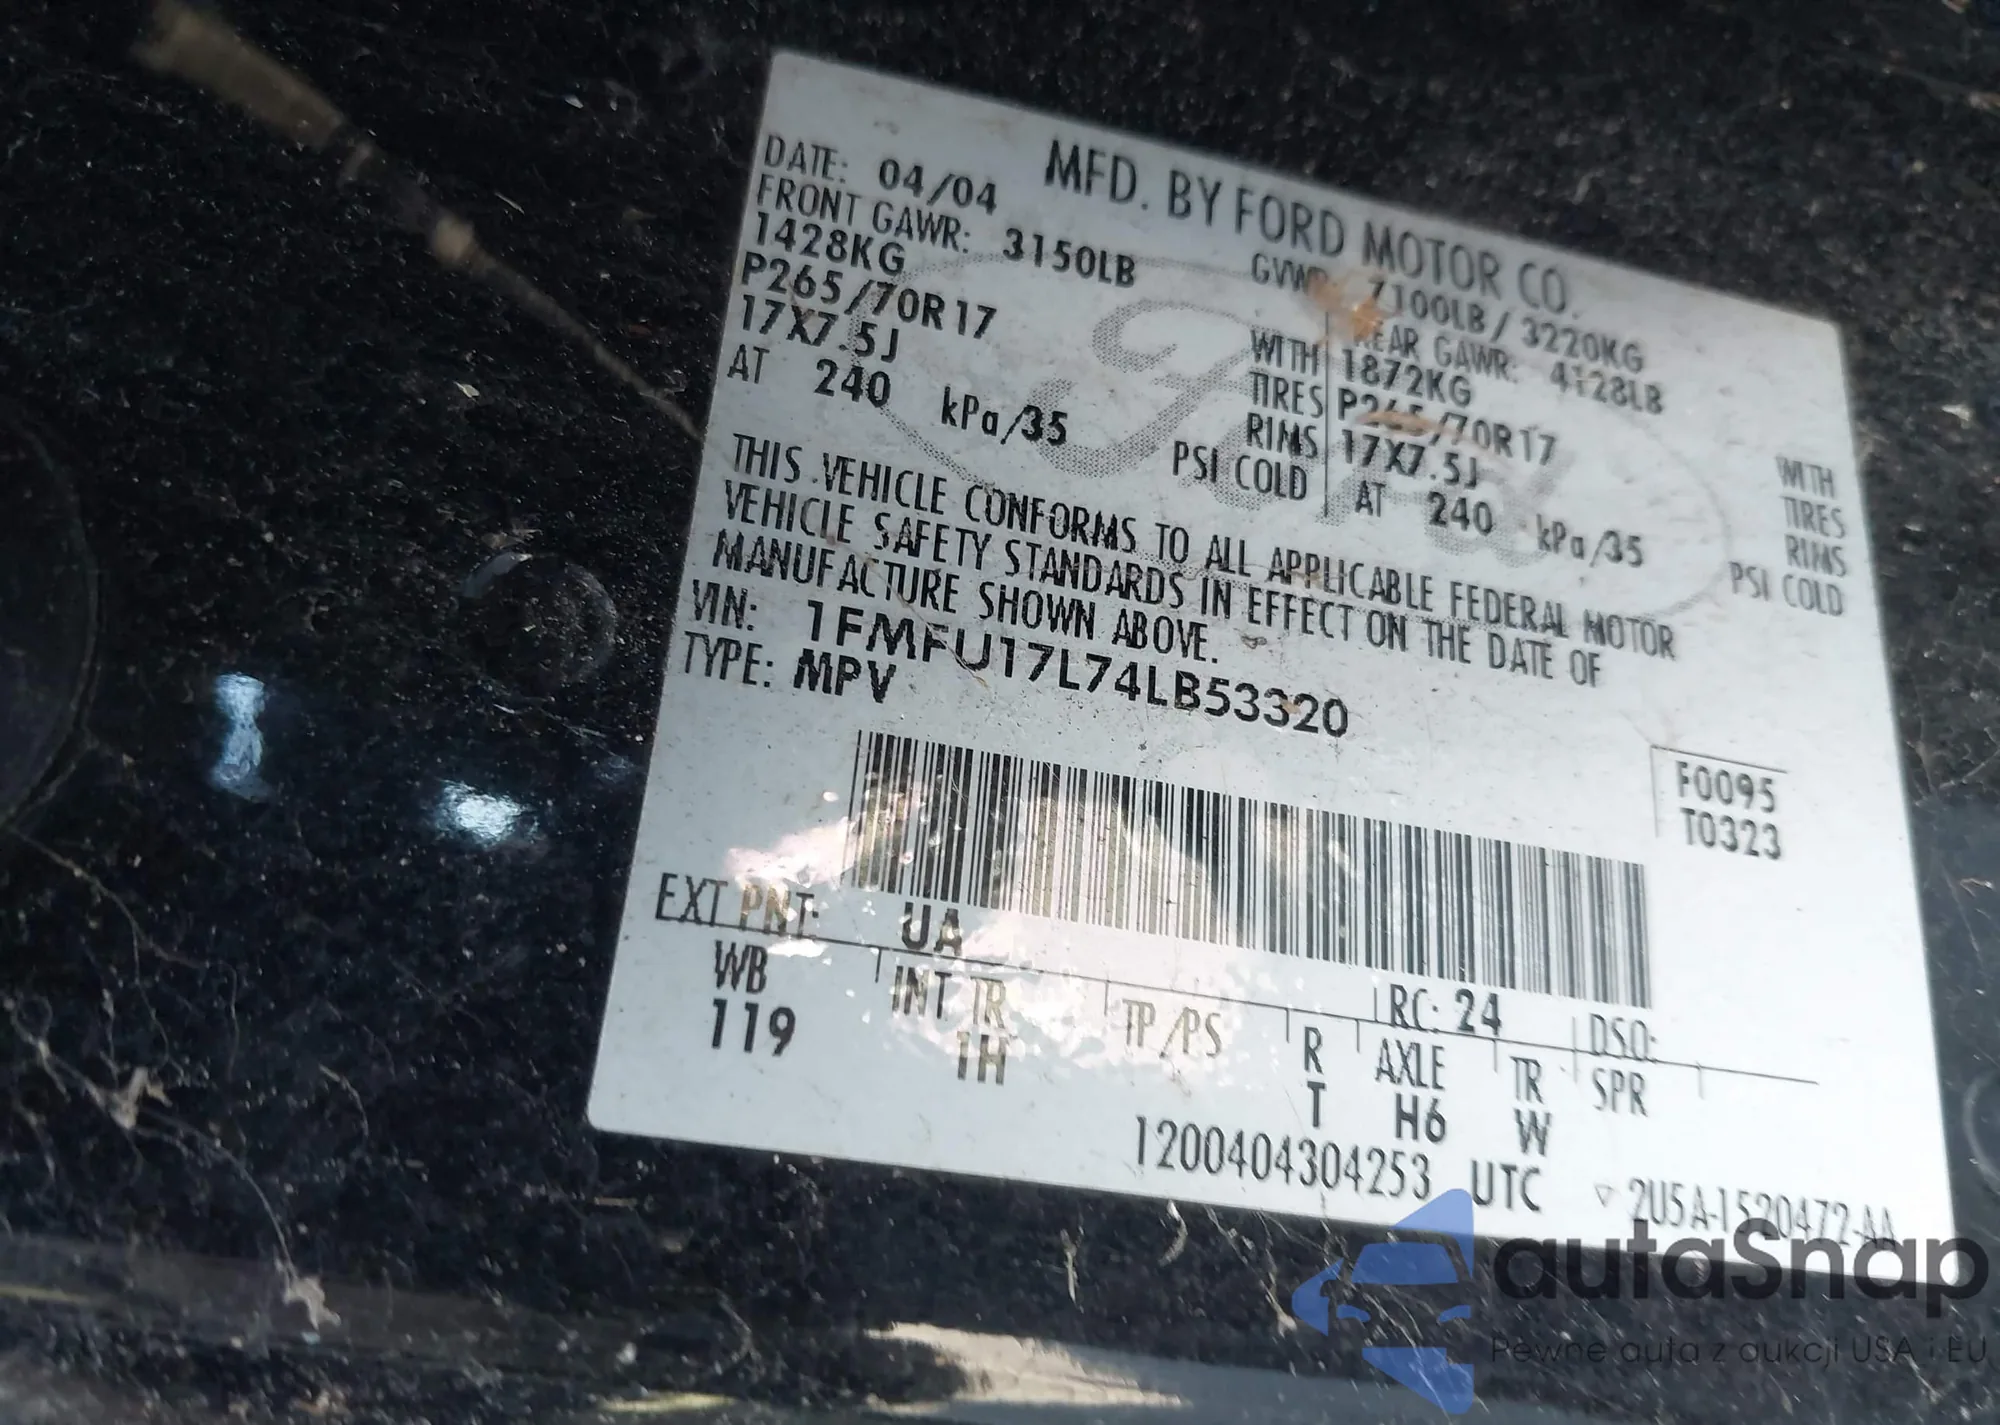 MFD. BY FORD MOTOR CO.
DATE: 04/04
GVWR 7100LB / 3220KG
FRONT GAWR: 3150LB
REAR GAWR: 4128LB
1428KG WITH 1872KG WITH
P265/70R17 TIRES P265/70R17 TIRES
17X7.5J RIMS 17X7.5J RIMS
AT 240 kPa/35 PSI COLD AT 240 kPa/35 PSI COLD
THIS VEHICLE CONFORMS TO ALL APPLICABLE FEDERAL MOTOR
VEHICLE SAFETY STANDARDS IN EFFECT ON THE DATE OF
MANUFACTURE SHOWN ABOVE.
VIN: 1FMFU17L74LB53320
TYPE: MPV
F0095
T0323
EXT PNT: UA RC: 24 DSO:
WB INT TR TP/PS R AXLE TR SPR
119 1H T H6 W
1200404304253 UTC
▽ 2U5A-1520472-AA
autaSnap
Pewne auta z aukcji USA i EU